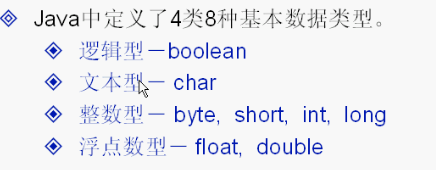 Java中定义了4类8种基本数据类型。
逻辑型－boolean
文本型－ char
整数型－ byte, short, int, long
浮点数型－ float, double